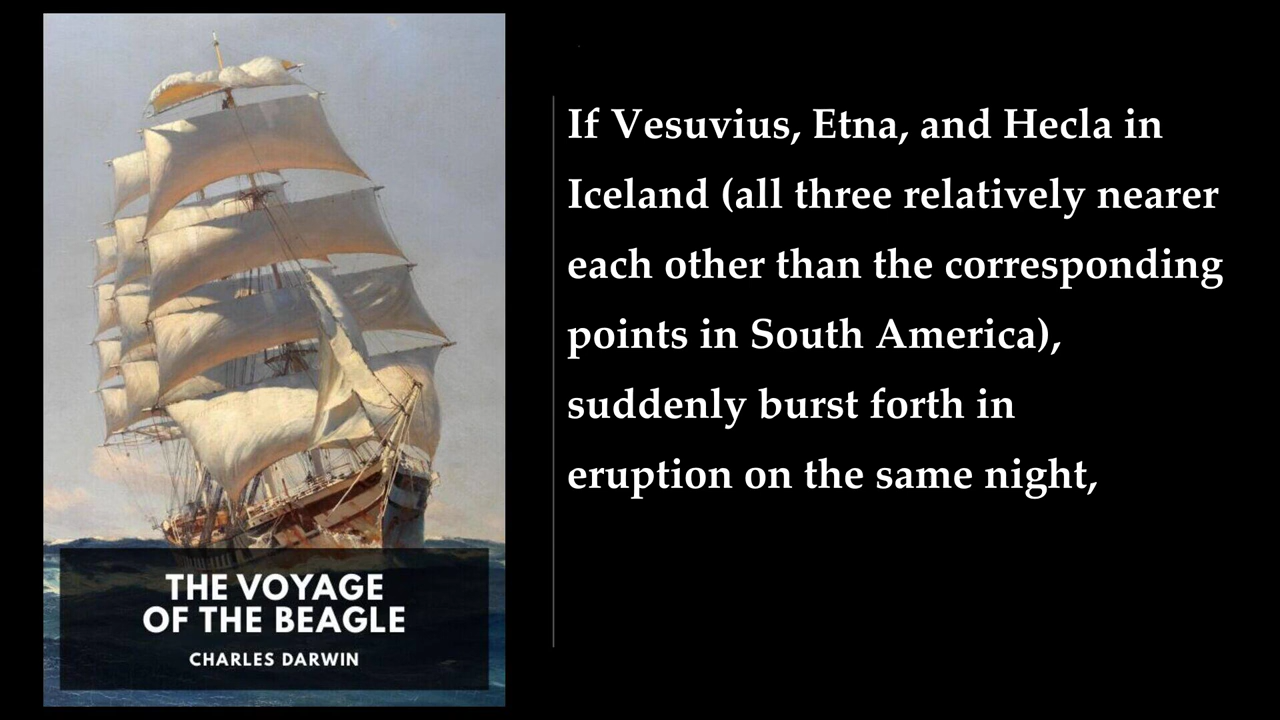 THE VOYAGE
OF THE BEAGLE
CHARLES DARWIN
If Vesuvius, Etna, and Hecla in
Iceland (all three relatively nearer
each other than the corresponding
points in South America),
suddenly burst forth in
eruption on the same night,